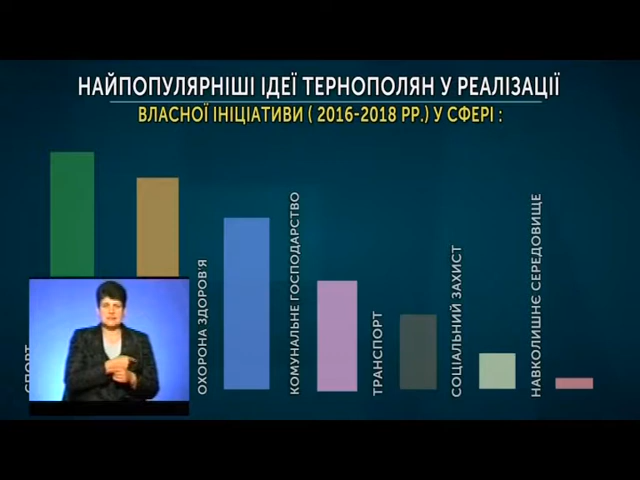 НАЙПОПУЛЯРНІШІ ІДЕЇ ТЕРНОПОЛЯН У РЕАЛІЗАЦІЇ
ВЛАСНОЇ ІНІЦІАТИВИ ( 2016-2018 РР.) У СФЕРІ :
СПОРТ
ОХОРОНА ЗДОРОВ'Я
КОМУНАЛЬНЕ ГОСПОДАРСТВО
ТРАНСПОРТ
СОЦІАЛЬНИЙ ЗАХИСТ
НАВКОЛИШНЄ СЕРЕДОВИЩЕ